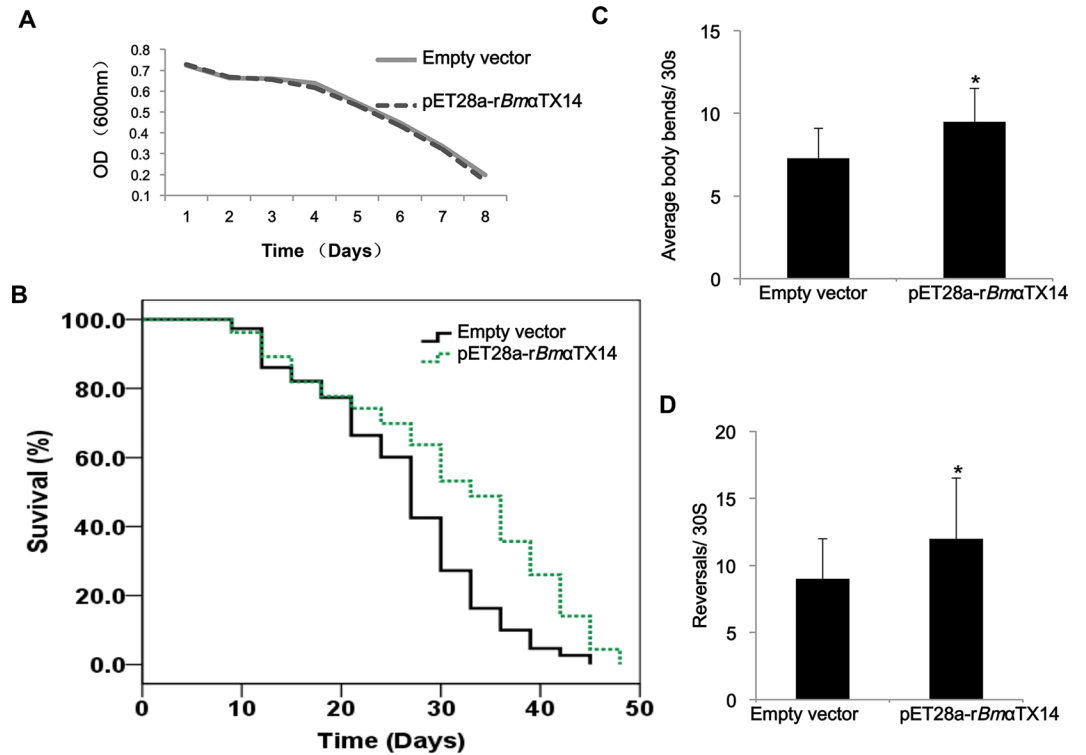 A
0.8
0.7
0.6
0.5
0.4
0.3
0.2
0.1
OD （600nm）
1 2 3 4 5 6 7 8
Time （Days）
Empty vector
pET28a-rBmαTX14
B
100.0
80.0
60.0
40.0
20.0
0.0
Suvival (%)
0 10 20 30 40 50
Time (Days)
Empty vector
pET28a-rBmαTX14
C
15
10
5
0
Average body bends/ 30s
*
Empty vector pET28a-rBmαTX14
D
20
15
10
5
0
Reversals/ 30S
*
Empty vector pET28a-rBmαTX14